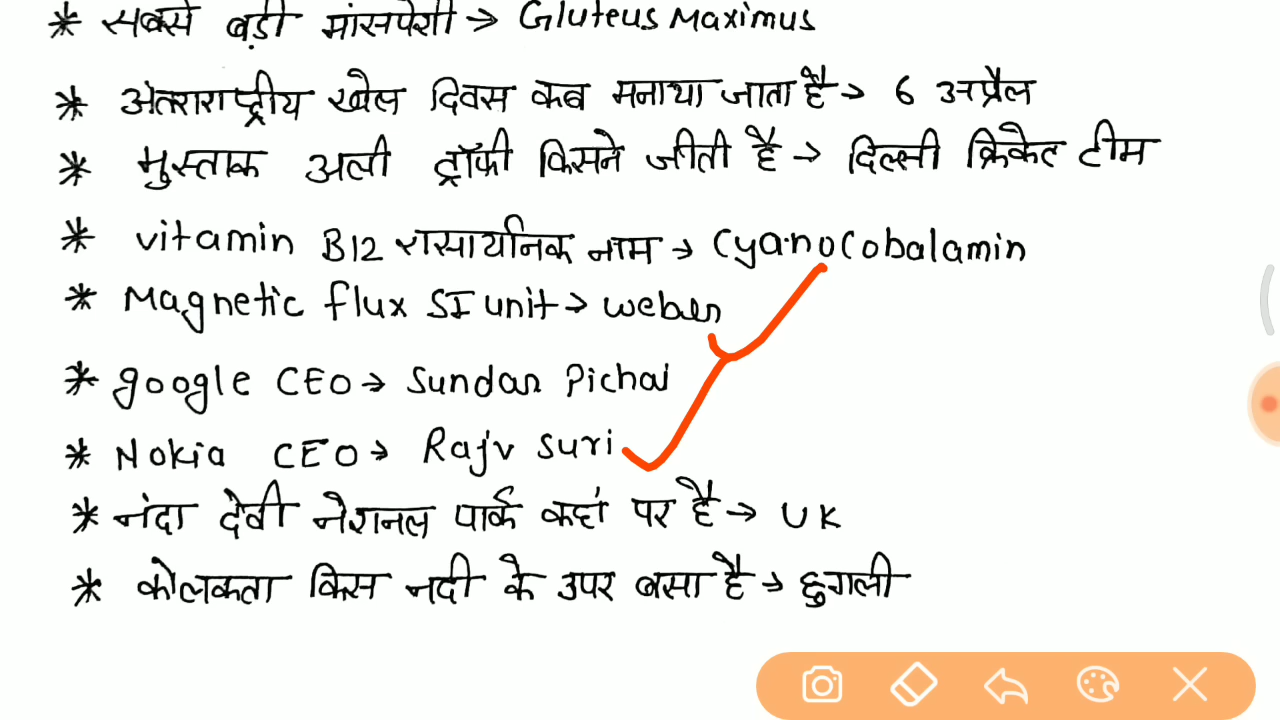 * सबसे बड़ी मांसपेशी → Gluteus Maximus
* अंतराराष्ट्रीय खेल दिवस कब मनाया जाता है → 6 अप्रैल
* मुस्ताक अली ट्रॉफी किसने जीती है → दिल्ली क्रिकेट टीम
* vitamin B12 रासायनिक नाम → Cyanocobalamin
* Magnetic flux SI unit → weber
* google CEO → Sundar Pichai
* Nokia CEO → Rajv Suri
* नंदा देवी नेशनल पार्क कहां पर है → UK
* कोलकता किस नदी के उपर बसा है → हुगली